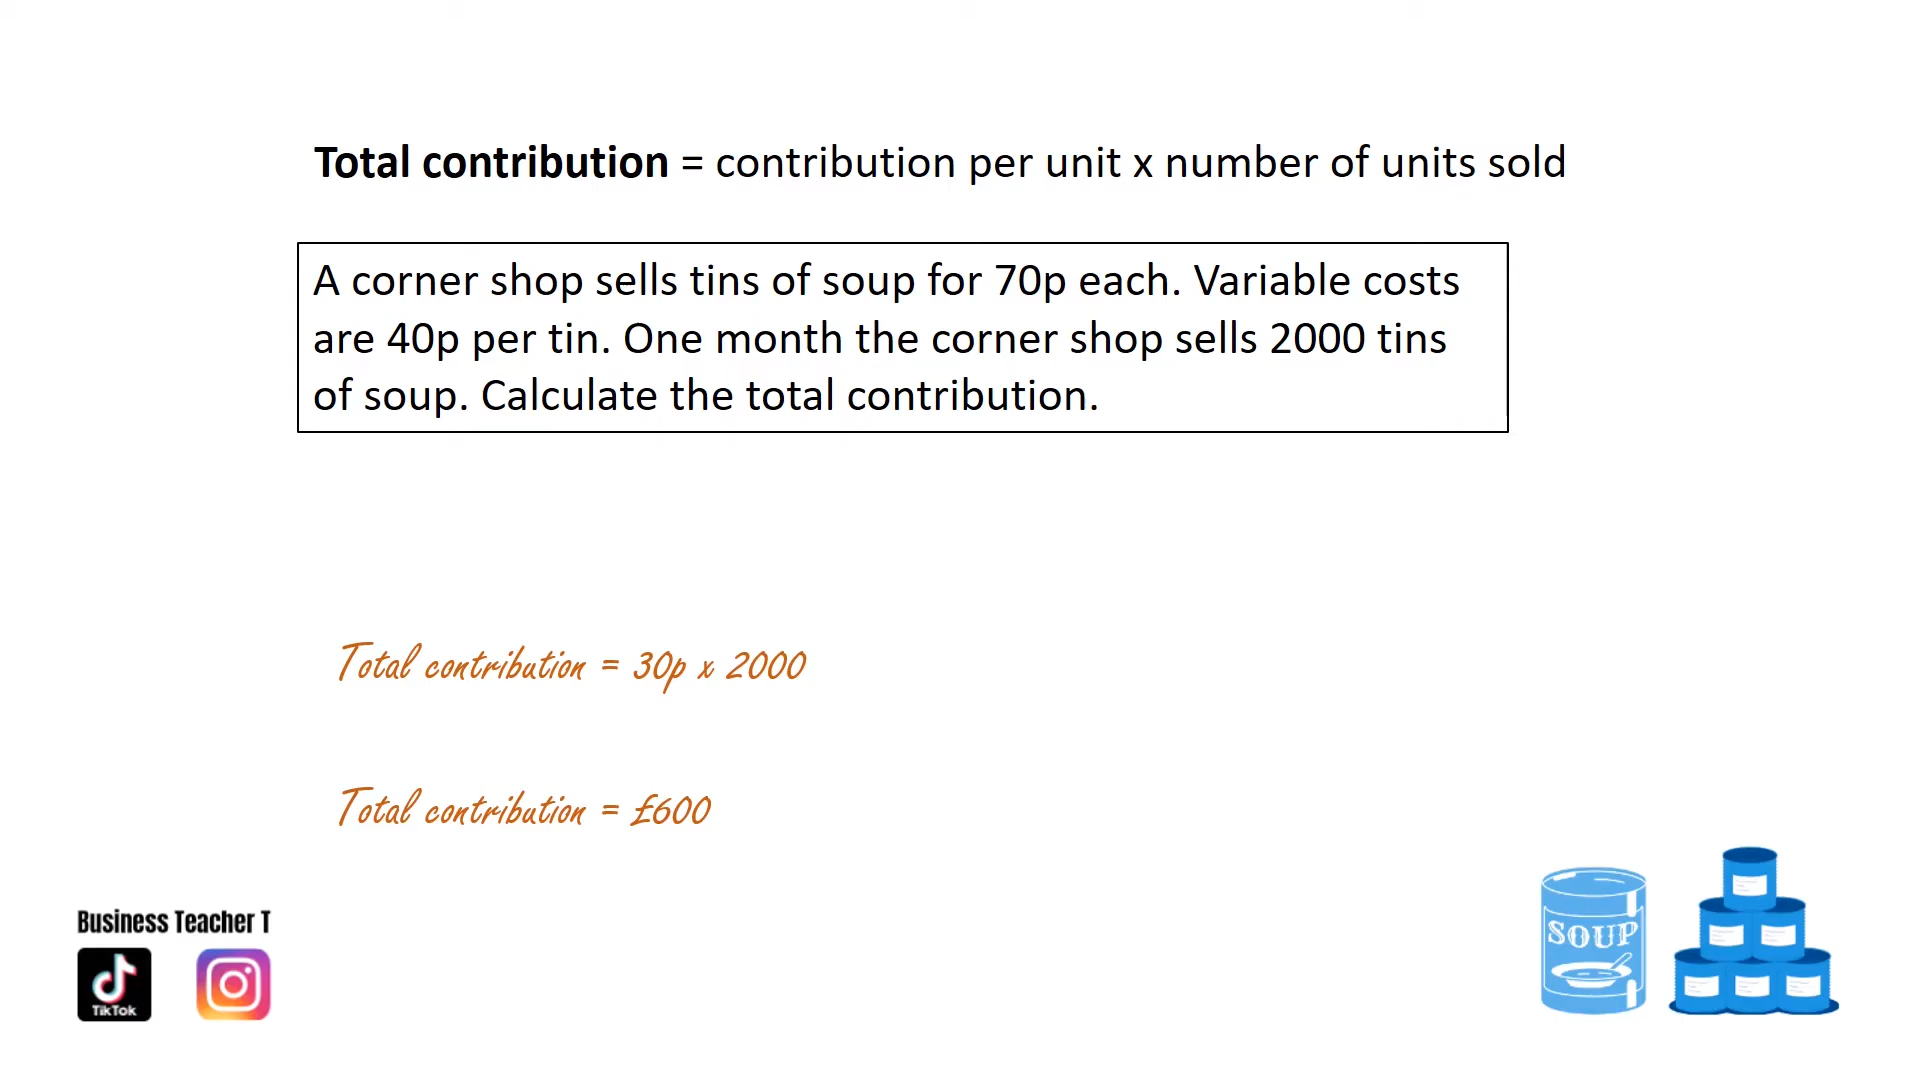 Total contribution = contribution per unit x number of units sold
A corner shop sells tins of soup for 70p each. Variable costs
are 40p per tin. One month the corner shop sells 2000 tins
of soup. Calculate the total contribution.
Total contribution = 30p x 2000
Total contribution = £600
Business Teacher T
TikTok
SOUP